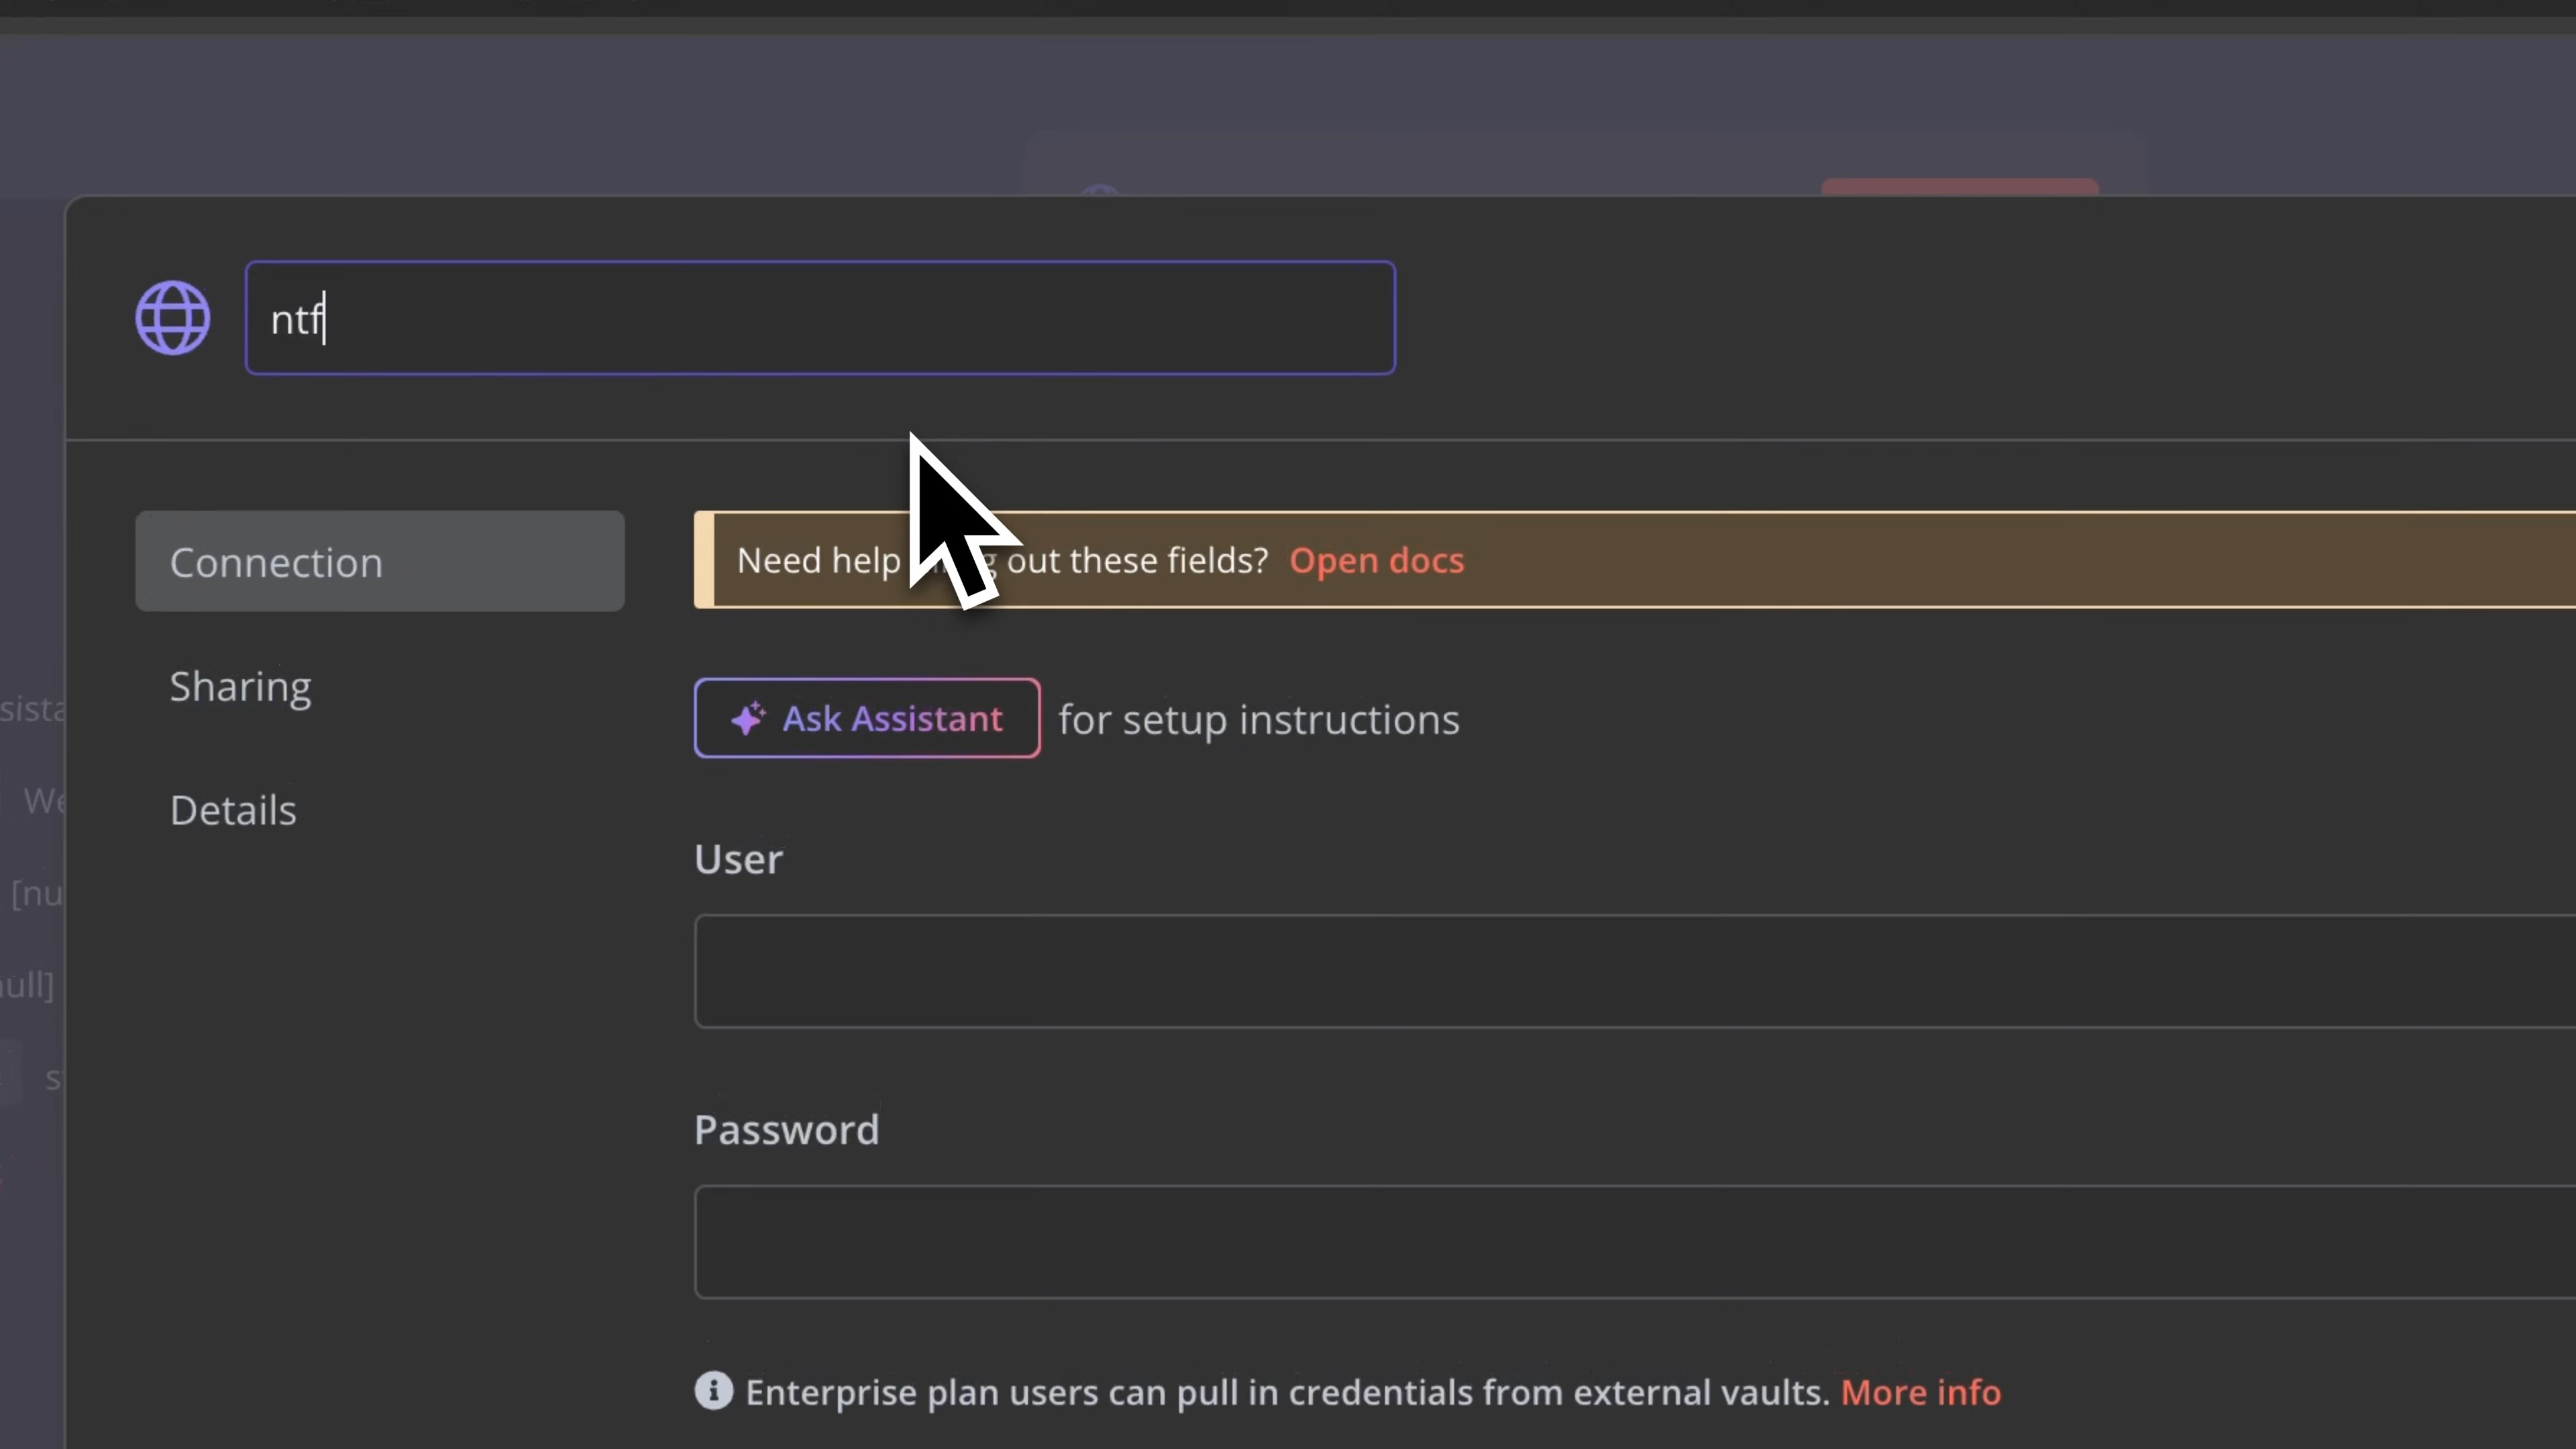 ntf
Connection
Sharing
Details
Need help out these fields? Open docs
Ask Assistant for setup instructions
User
Password
Enterprise plan users can pull in credentials from external vaults. More info